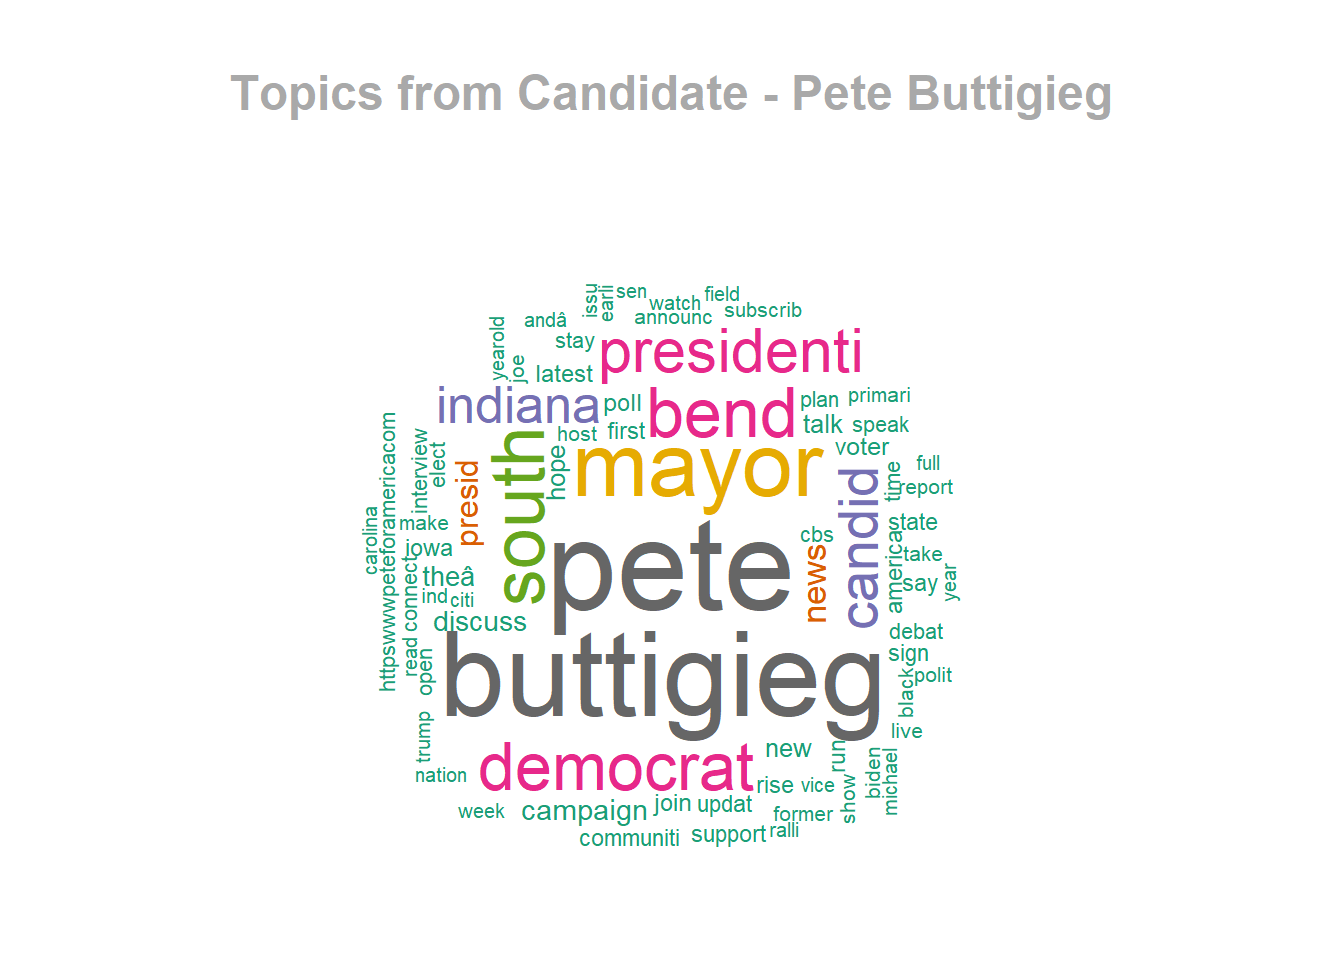 Topics from Candidate - Pete Buttigieg
issu
earli
sen
watch
field
subscrib
announc
andâ
stay
yearold
joe
latest
presidenti
indiana
poll
bend
plan
primari
talk
speak
host
first
voter
httpswwwpeteforamericacom
interview
elect
presid
south
hope
mayor
candid
time
full
report
carolina
make
iowa
cbs
state
america
take
theâ
pete
news
say
year
connect
ind
citi
discuss
debat
sign
read
open
buttigieg
black
polit
live
trump
nation
democrat
new
run
biden
michael
rise
vice
show
week
campaign
join
updat
former
communiti
support
ralli